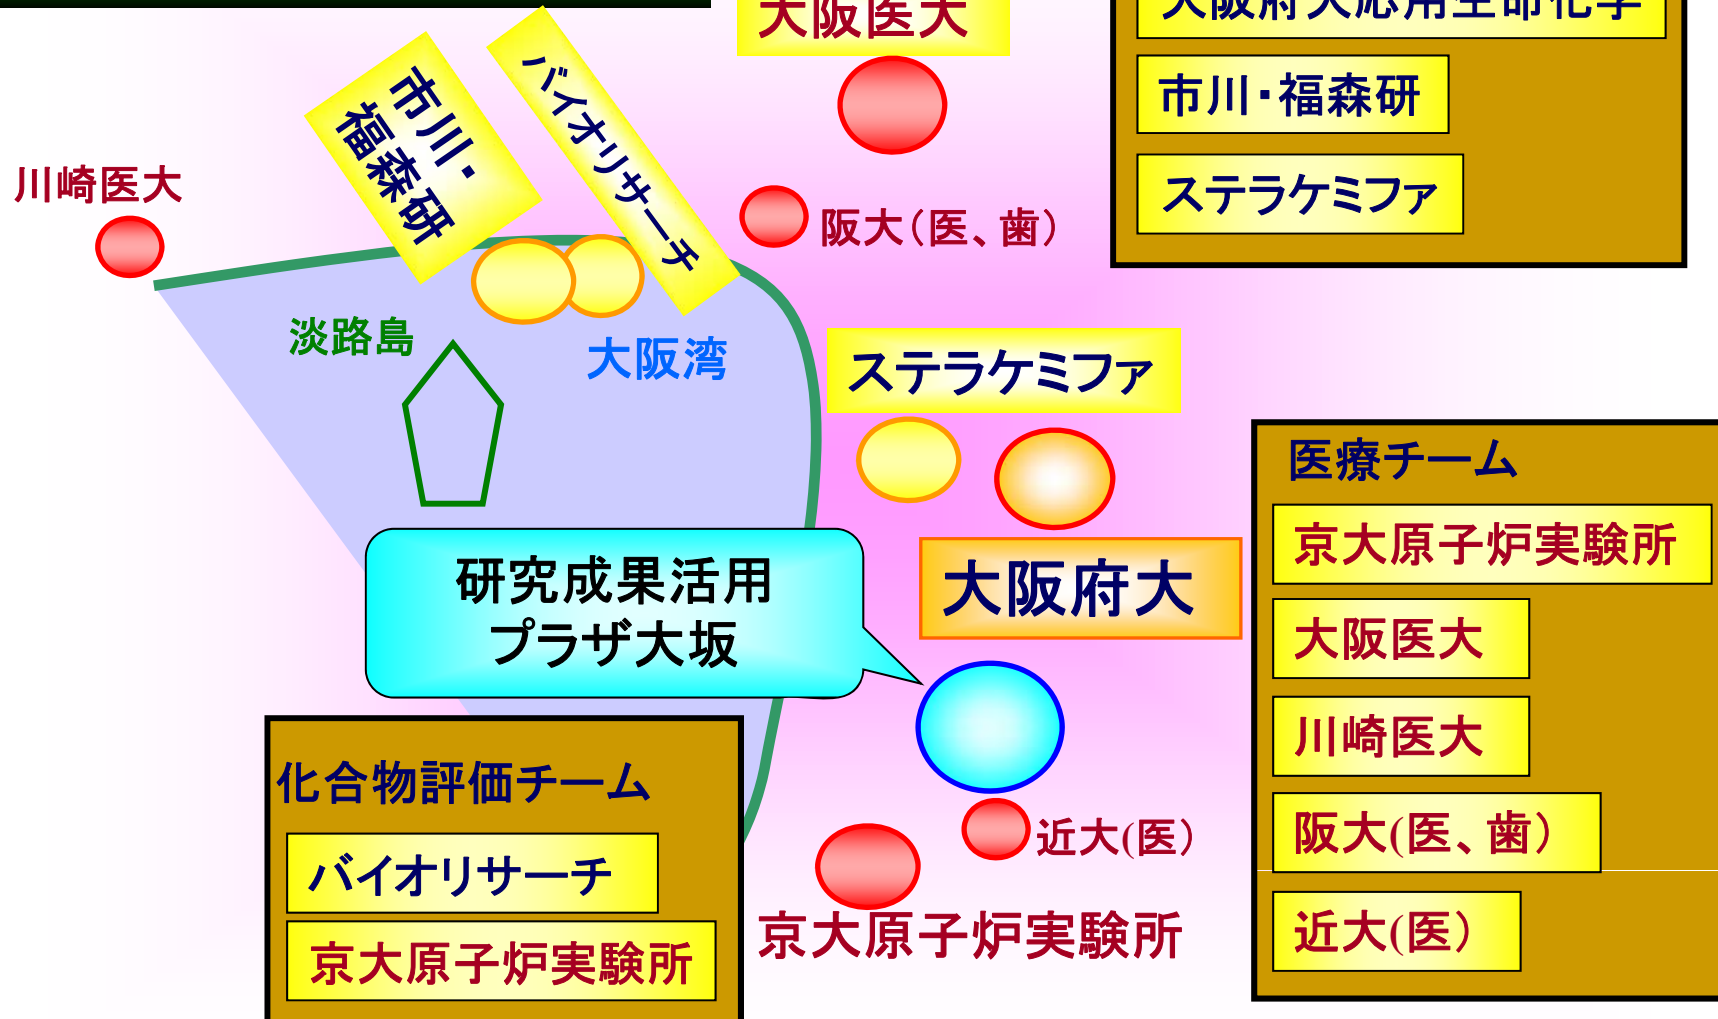 大阪医大
大阪府大応用生命化学
市川・福森研
ステラケミファ
市川・
福森研
バイオリサーチ
川崎医大
阪大（医、歯）
淡路島
大阪湾
ステラケミファ
大阪府大
研究成果活用
プラザ大坂
医療チーム
京大原子炉実験所
大阪医大
川崎医大
阪大(医、歯）
近大(医）
化合物評価チーム
バイオリサーチ
京大原子炉実験所
近大(医）
京大原子炉実験所